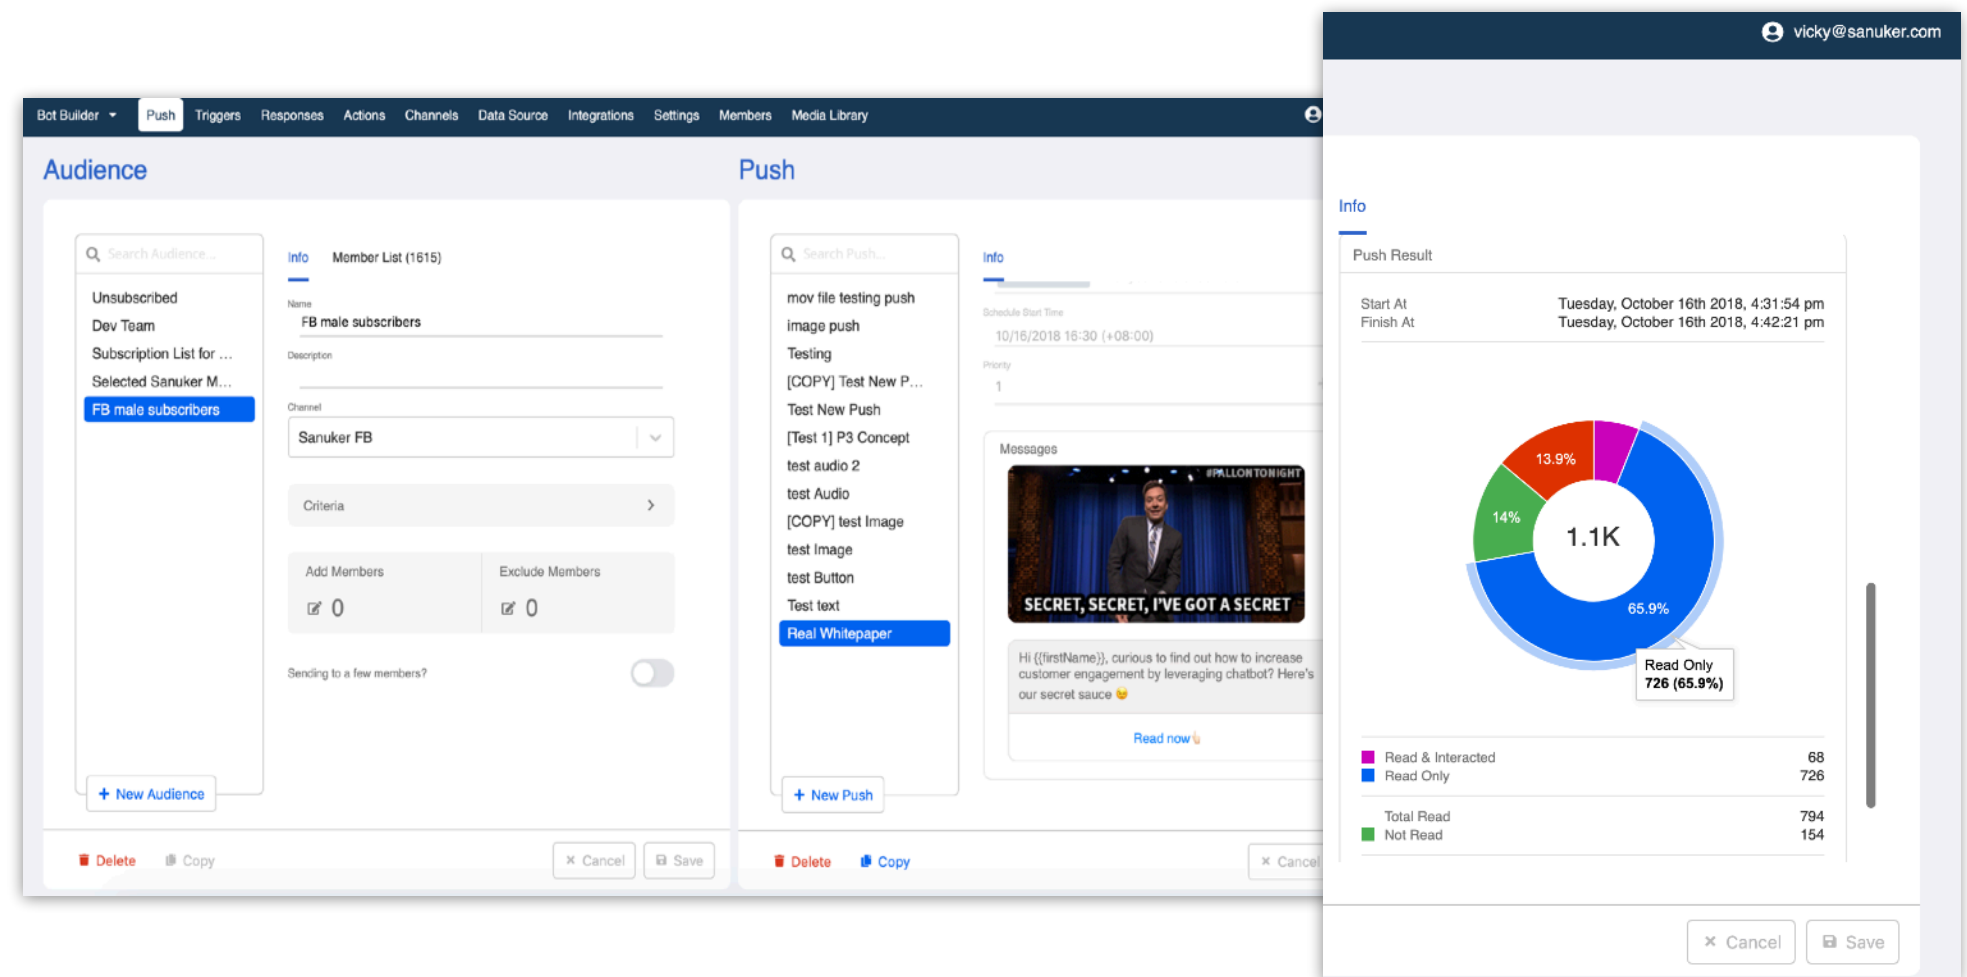 vicky@sanuker.com
Bot Builder Push Triggers Responses Actions Channels Data Source Integrations Settings Members Media Library
Audience
Search Audience...
Unsubscribed
Dev Team
Subscription List for ...
Selected Sanuker M...
FB male subscribers
+ New Audience
Info Member List (1615)
Name
FB male subscribers
Description
Channel
Sanuker FB
Criteria
Add Members Exclude Members
0 0
Sending to a few members?
Delete Copy × Cancel Save
Push
Search Push...
mov file testing push
image push
Testing
[COPY] Test New P...
Test New Push
[Test 1] P3 Concept
test audio 2
test Audio
[COPY] test Image
test Image
test Button
Test text
Real Whitepaper
+ New Push
Info
Schedule Start Time
10/16/2018 16:30 (+08:00)
Priority
1
Messages
#FALLONTONIGHT
SECRET, SECRET, I'VE GOT A SECRET
Hi {{firstName}}, curious to find out how to increase
customer engagement by leveraging chatbot? Here's
our secret sauce 😉
Read now👆🏻
Delete Copy × Cancel
Info
Push Result
Start At Tuesday, October 16th 2018, 4:31:54 pm
Finish At Tuesday, October 16th 2018, 4:42:21 pm
13.9%
14%
1.1K
65.9%
Read Only
726 (65.9%)
Read & Interacted 68
Read Only 726
Total Read 794
Not Read 154
× Cancel Save